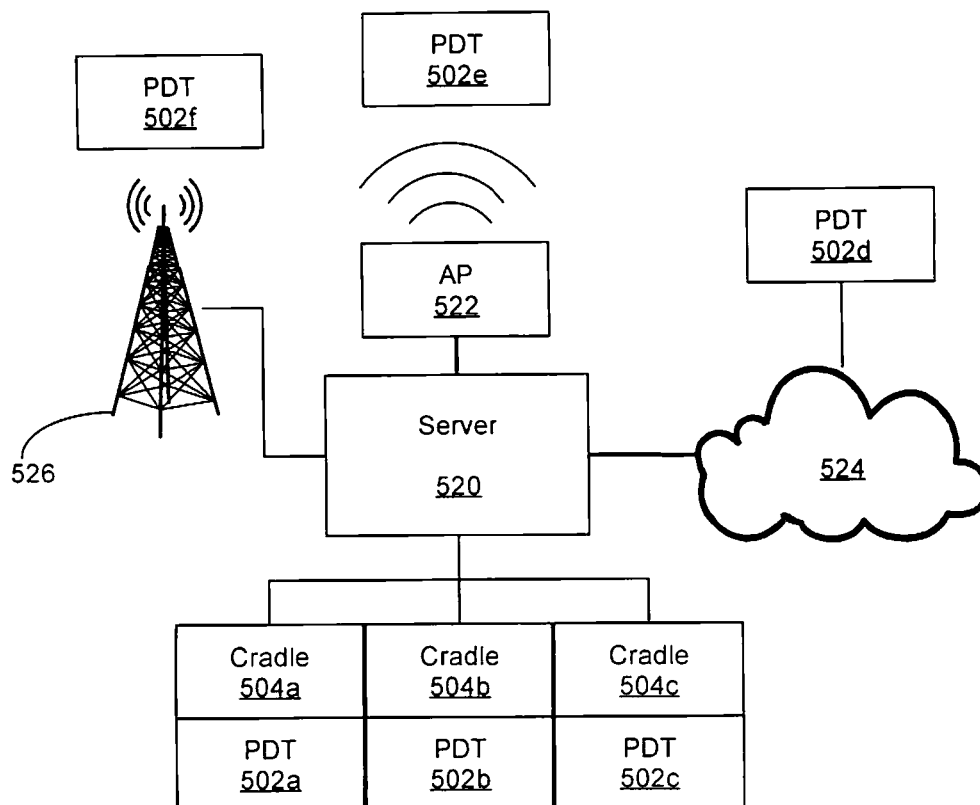 PDT
502e
PDT
502f
PDT
502d
AP
522
Server
520
524
526
Cradle
504a
Cradle
504b
Cradle
504c
PDT
502a
PDT
502b
PDT
502c